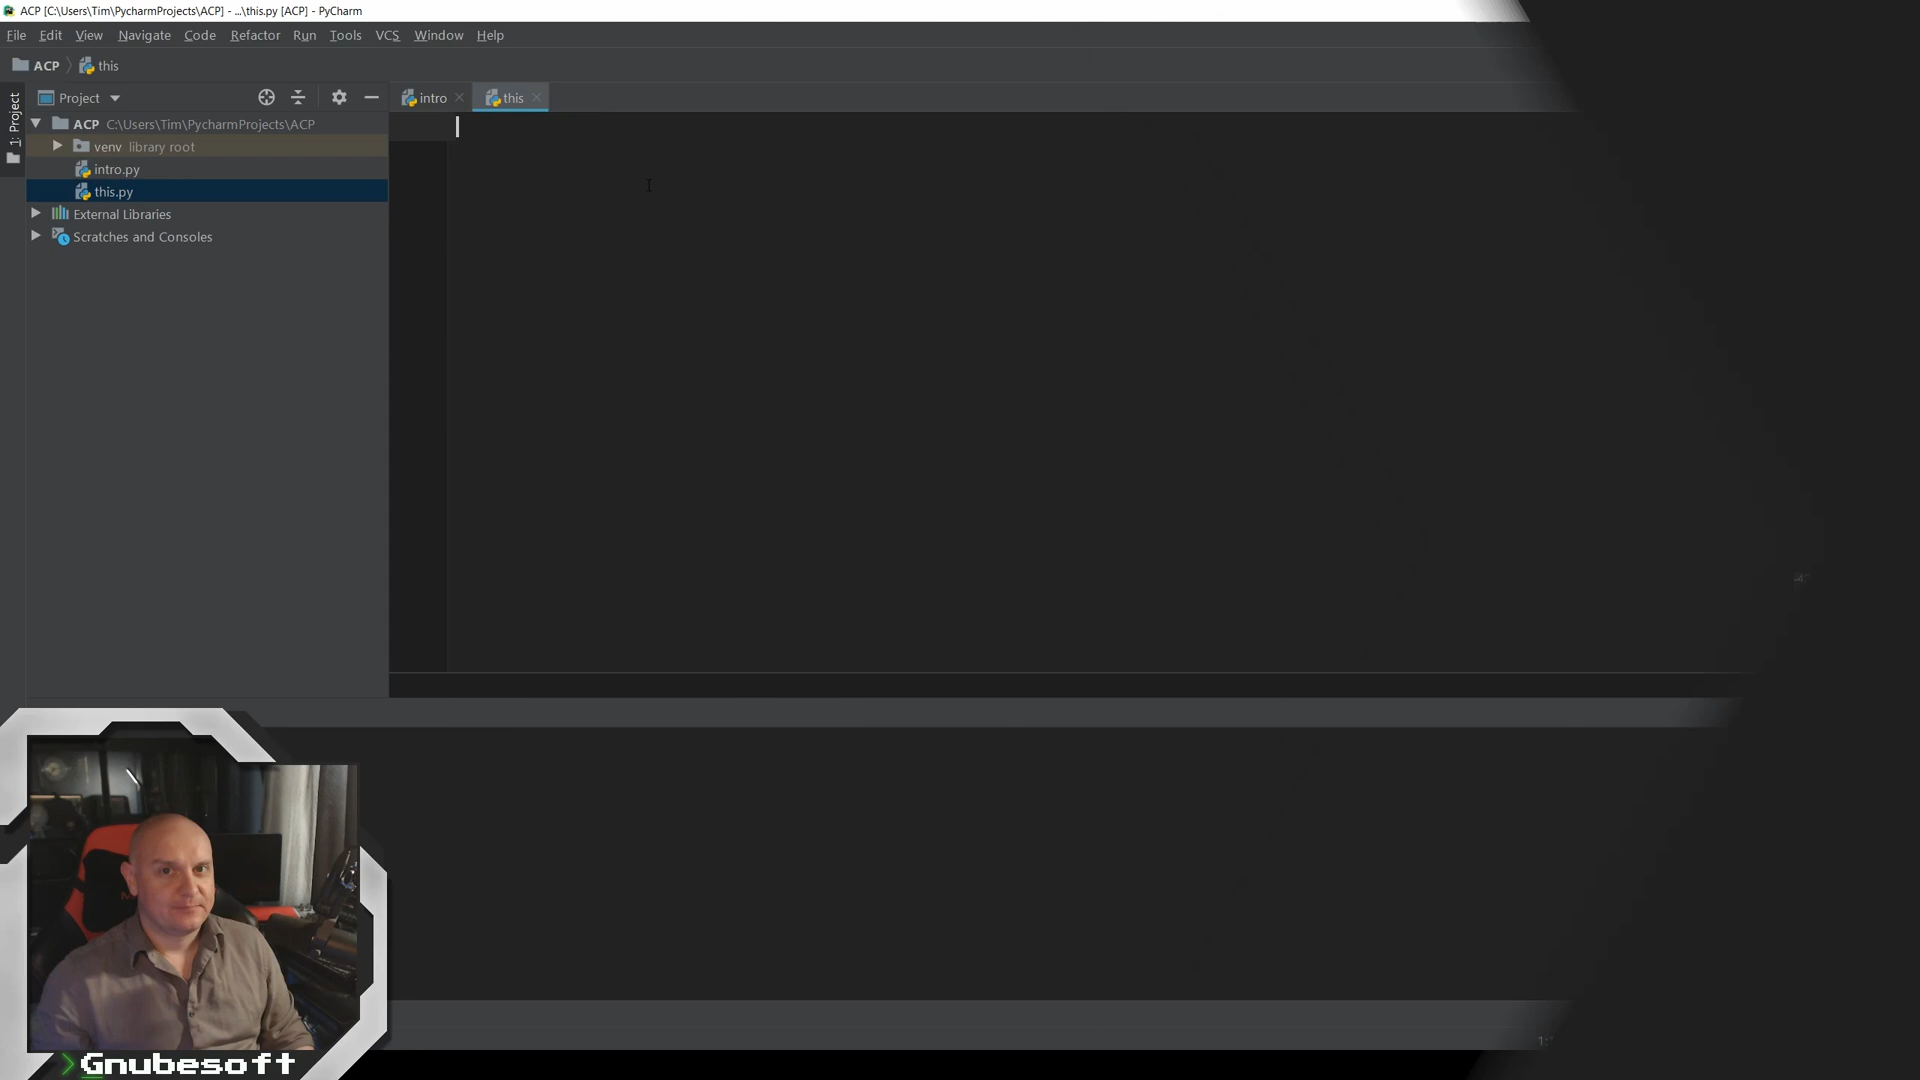 ACP [C:\Users\Tim\PycharmProjects\ACP] - ...\this.py [ACP] - PyCharm
File Edit View Navigate Code Refactor Run Tools VCS Window Help
ACP this
1: Project
Project
intro this
ACP C:\Users\Tim\PycharmProjects\ACP
venv library root
intro.py
this.py
External Libraries
Scratches and Consoles
>Gnubesoft